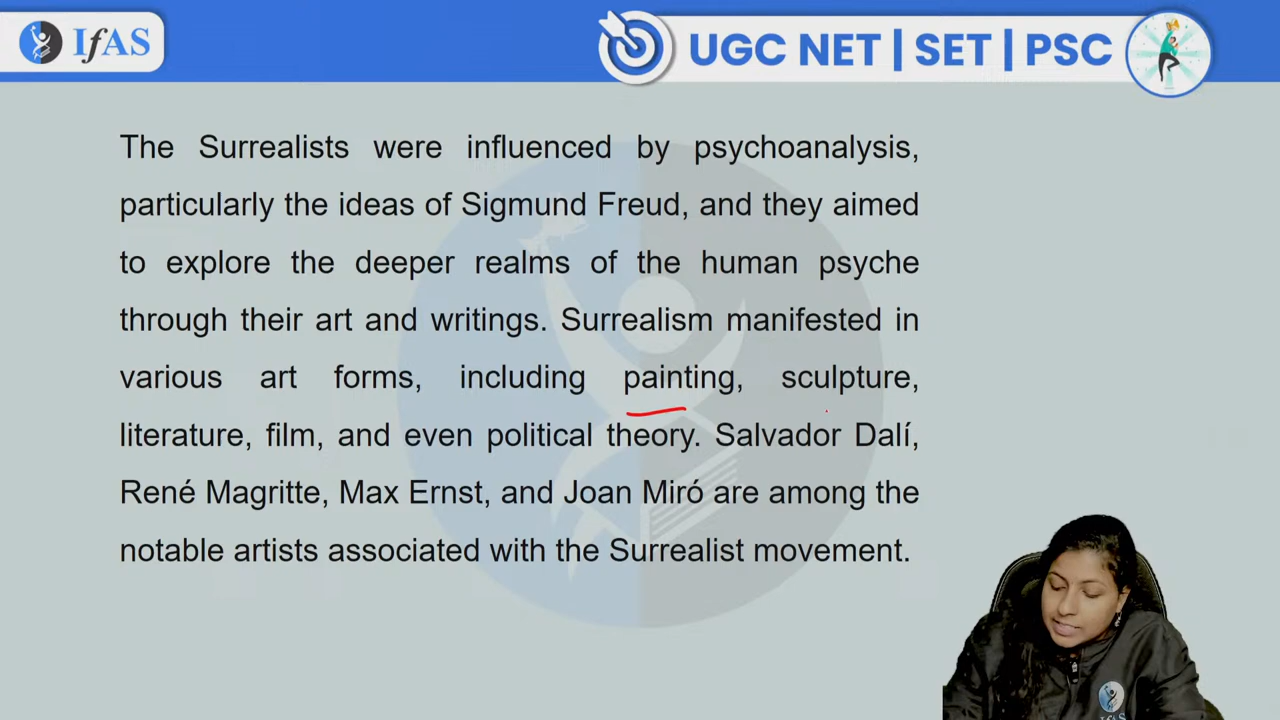 IfAS
UGC NET | SET | PSC
The Surrealists were influenced by psychoanalysis,
particularly the ideas of Sigmund Freud, and they aimed
to explore the deeper realms of the human psyche
through their art and writings. Surrealism manifested in
various art forms, including painting, sculpture,
literature, film, and even political theory. Salvador Dalí,
René Magritte, Max Ernst, and Joan Miró are among the
notable artists associated with the Surrealist movement.
IfAS